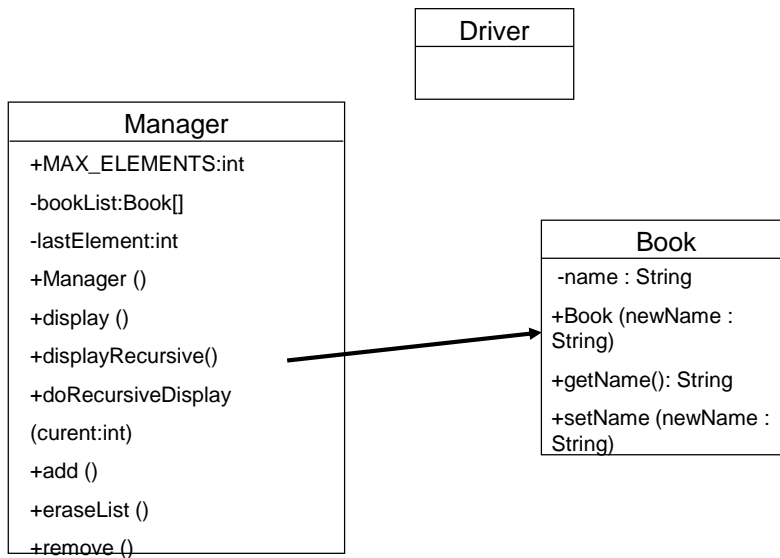 Driver
Manager
+MAX_ELEMENTS:int
-bookList:Book[]
-lastElement:int
+Manager ()
+display ()
+displayRecursive()
+doRecursiveDisplay
(curent:int)
+add ()
+eraseList ()
+remove ()
Book
-name : String
+Book (newName :
String)
+getName(): String
+setName (newName :
String)